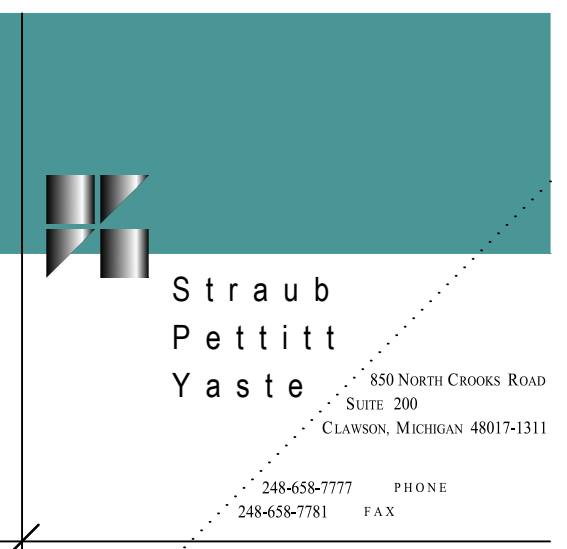 Straub
Pettitt
Yaste
850 North Crooks Road
Suite 200
Clawson, Michigan 48017-1311
248-658-7777 PHONE
248-658-7781 FAX